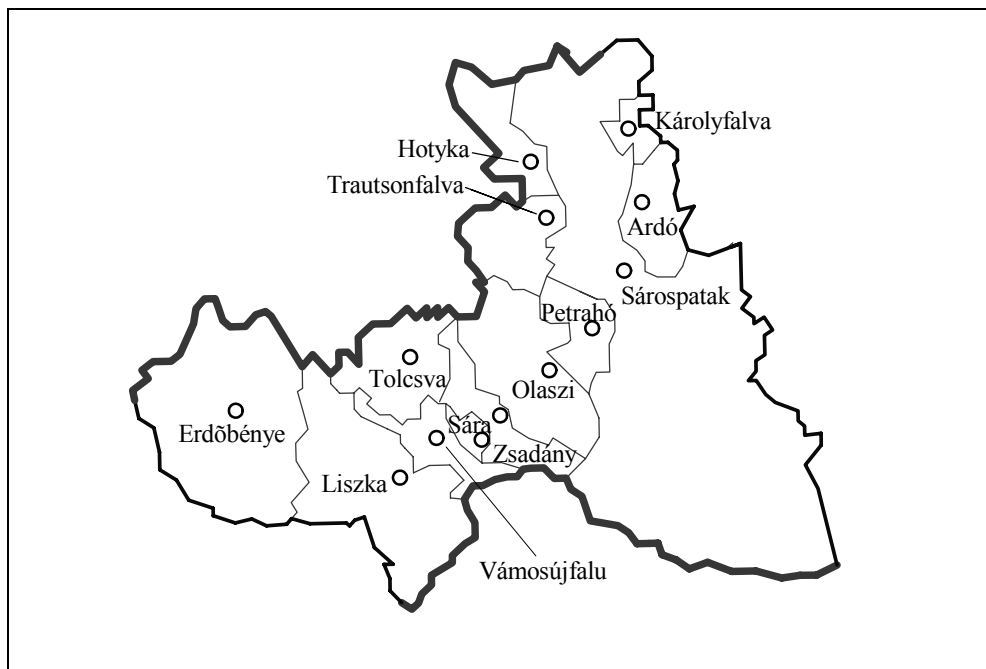 Károlyfalva
Hotyka
Trautsonfalva
Ardó
Sárospatak
Petrahó
Tolcsva
Olaszi
Sára
Erdõbénye
Zsadány
Liszka
Vámosújfalu